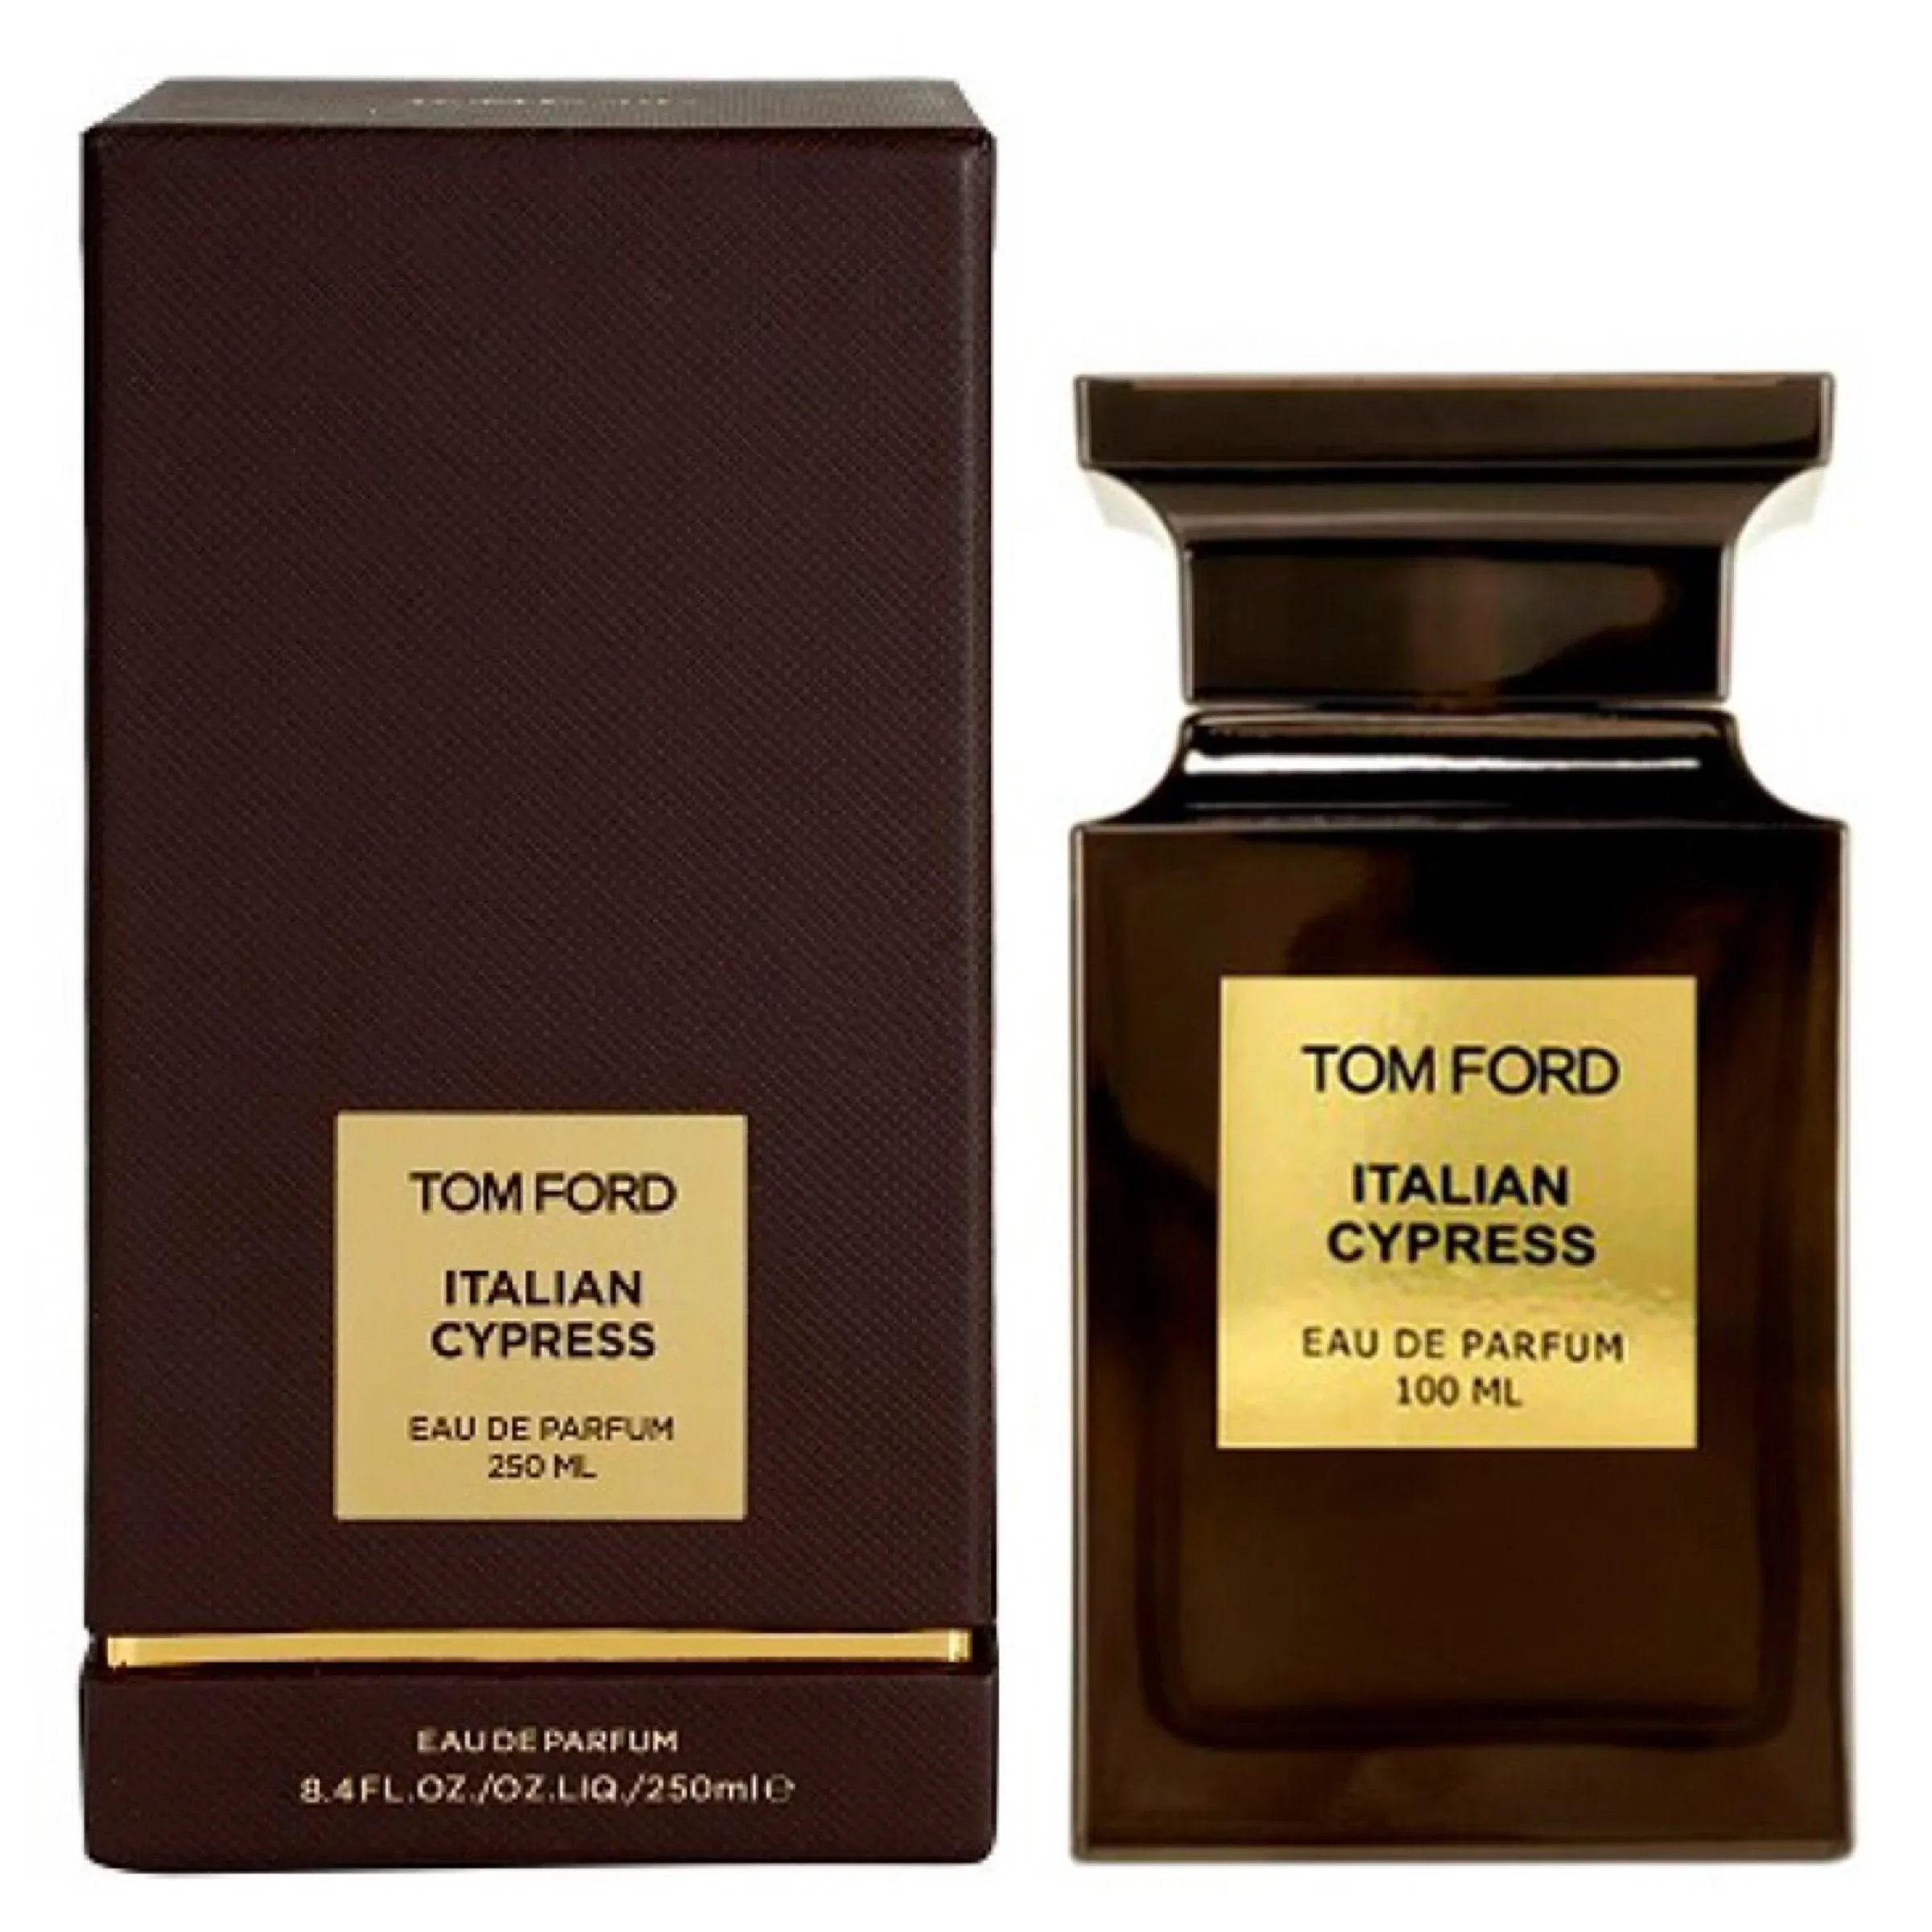 TOM FORD
ITALIAN
CYPRESS
EAU DE PARFUM
250 ML
EAU DE PARFUM
8.4FL.OZ./OZ.LIQ./250ml℮
TOM FORD
ITALIAN
CYPRESS
EAU DE PARFUM
100 ML